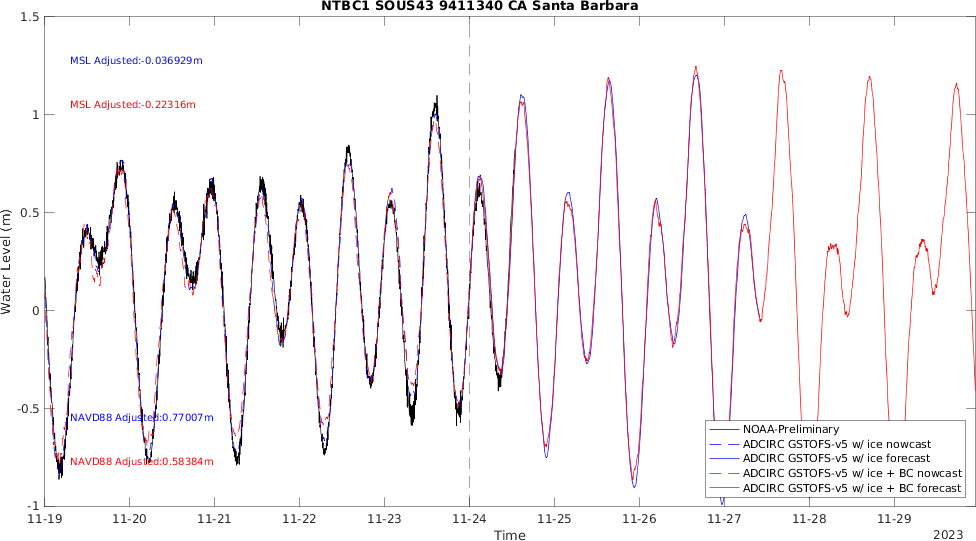 NTBC1 SOUS43 9411340 CA Santa Barbara
1.5
MSL Adjusted:-0.036929m
MSL Adjusted:-0.22316m
1
0.5
Water Level (m)
0
-0.5
NAVD88 Adjusted:0.77007m
NAVD88 Adjusted:0.58384m
NOAA-Preliminary
ADCIRC GSTOFS-v5 w/ ice nowcast
ADCIRC GSTOFS-v5 w/ ice forecast
ADCIRC GSTOFS-v5 w/ ice + BC nowcast
ADCIRC GSTOFS-v5 w/ ice + BC forecast
-1
11-19 11-20 11-21 11-22 11-23 11-24 11-25 11-26 11-27 11-28 11-29
Time
2023